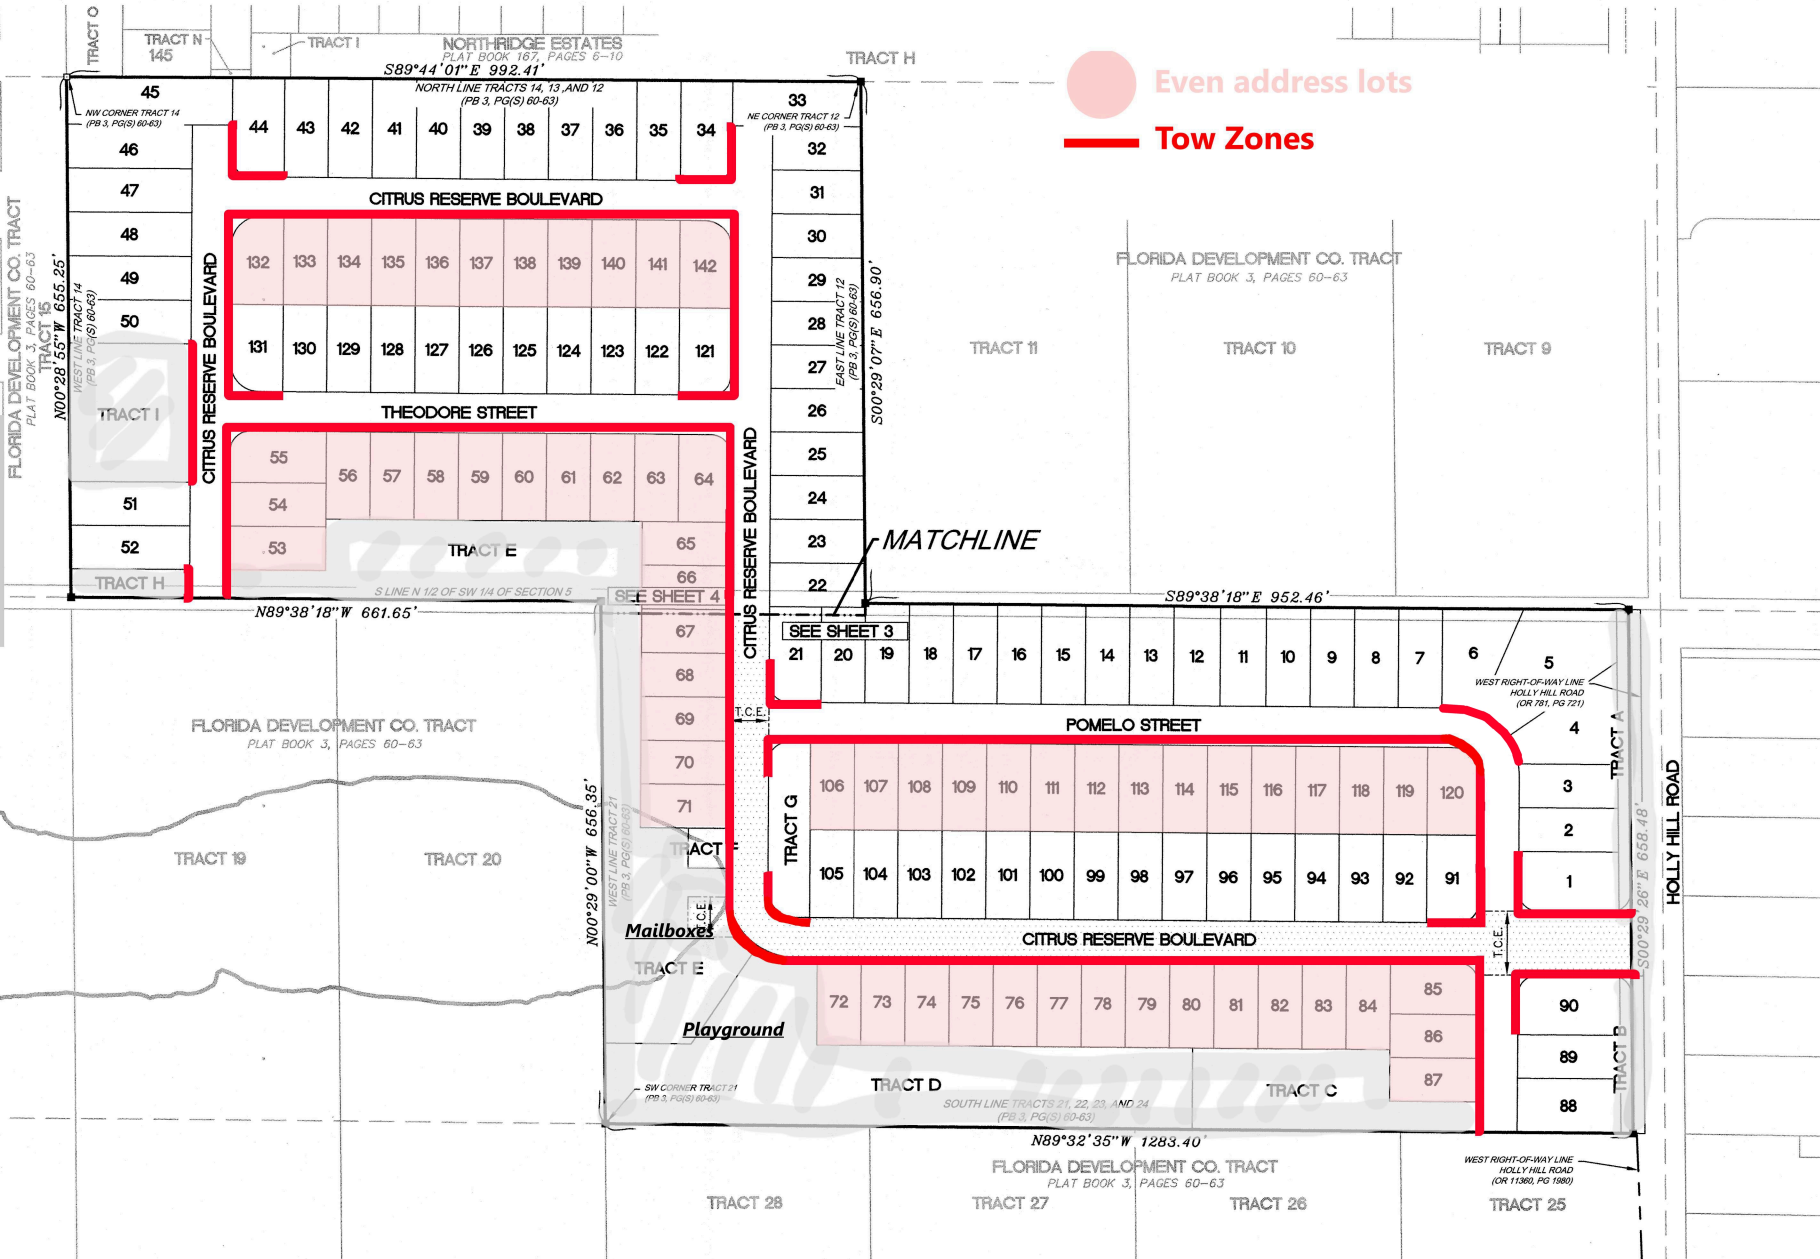 TRACT O
TRACT N
145
TRACT I
NORTHRIDGE ESTATES
PLAT BOOK 167, PAGES 6-10
TRACT H
S89°44'01"E 992.41'
NORTH LINE TRACTS 14, 13 ,AND 12
(PB 3, PG(S) 60-63)
Even address lots
Tow Zones
45
NW CORNER TRACT 14
(PB 3, PG(S) 60-63)
33
NE CORNER TRACT 12
(PB 3, PG(S) 60-63)
44 43 42 41 40 39 38 37 36 35 34
46
47
48
49
50
TRACT I
51
52
TRACT H
32
31
30
29
28
27
26
25
24
23
22
CITRUS RESERVE BOULEVARD
132 133 134 135 136 137 138 139 140 141 142
131 130 129 128 127 126 125 124 123 122 121
CITRUS RESERVE BOULEVARD
THEODORE STREET
CITRUS RESERVE BOULEVARD
FLORIDA DEVELOPMENT CO. TRACT
PLAT BOOK 3, PAGES 60-63
TRACT 15
N00°28'55"W 655.25'
WEST LINE TRACT 14
(PB 3, PG(S) 60-63)
EAST LINE TRACT 12
(PB 3, PG(S) 60-63)
S00°29'07"E 656.90'
FLORIDA DEVELOPMENT CO. TRACT
PLAT BOOK 3, PAGES 60-63
TRACT 11
TRACT 10
TRACT 9
55
54
53
56 57 58 59 60 61 62 63 64
TRACT E
65
66
S LINE N 1/2 OF SW 1/4 OF SECTION 5
SEE SHEET 4
MATCHLINE
N89°38'18"W 661.65'
S89°38'18"E 952.46'
SEE SHEET 3
67
68
69
70
71
21 20 19 18 17 16 15 14 13 12 11 10 9 8 7 6
5
WEST RIGHT-OF-WAY LINE
HOLLY HILL ROAD
(OR 781, PG 721)
4
3
2
1
T.C.E.
POMELO STREET
TRACT A
HOLLY HILL ROAD
S00°29'26"E 658.48'
FLORIDA DEVELOPMENT CO. TRACT
PLAT BOOK 3, PAGES 60-63
TRACT 19
TRACT 20
N00°29'00"W 656.35'
WEST LINE TRACT 21
(PB 3, PG(S) 60-63)
TRACT F
TRACT G
106 107 108 109 110 111 112 113 114 115 116 117 118 119 120
105 104 103 102 101 100 99 98 97 96 95 94 93 92 91
T.C.E.
Mailboxes
TRACT E
CITRUS RESERVE BOULEVARD
T.C.E.
72 73 74 75 76 77 78 79 80 81 82 83 84
85
86
87
90
89
88
TRACT B
Playground
TRACT D
TRACT C
SW CORNER TRACT 21
(PB 3, PG(S) 60-63)
SOUTH LINE TRACTS 21, 22, 23, AND 24
(PB 3, PG(S) 60-63)
N89°32'35"W 1283.40'
FLORIDA DEVELOPMENT CO. TRACT
PLAT BOOK 3, PAGES 60-63
WEST RIGHT-OF-WAY LINE
HOLLY HILL ROAD
(OR 11360, PG 1980)
TRACT 28
TRACT 27
TRACT 26
TRACT 25